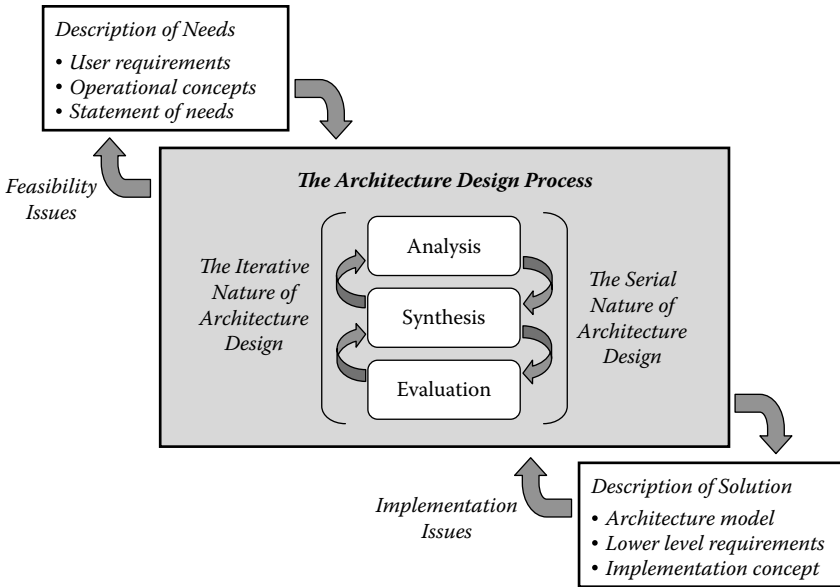 Description of Needs
• User requirements
• Operational concepts
• Statement of needs
Feasibility
Issues
The Architecture Design Process
The Iterative
Nature of
Architecture
Design
Analysis
Synthesis
Evaluation
The Serial
Nature of
Architecture
Design
Implementation
Issues
Description of Solution
• Architecture model
• Lower level requirements
• Implementation concept